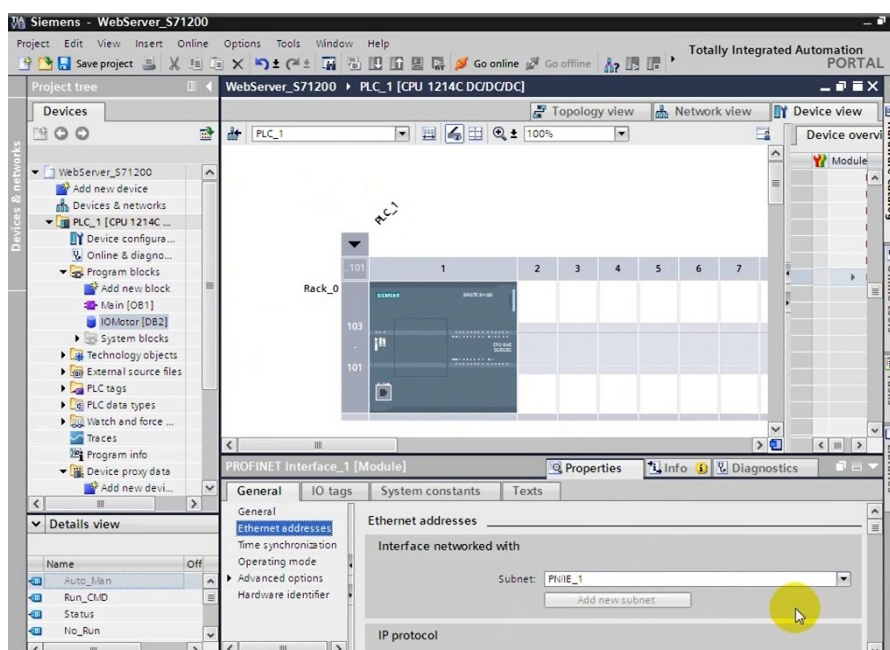 Siemens - WebServer_S71200
Project Edit View Insert Online Options Tools Window Help
Totally Integrated Automation
PORTAL
Save project
Go online
Go offline
Project tree
WebServer_S71200 ▸ PLC_1 [CPU 1214C DC/DC/DC]
Devices
Topology view
Network view
Device view
PLC_1
100%
Device overvi
Module
Devices & networks
WebServer_S71200
Add new device
Devices & networks
PLC_1 [CPU 1214C ...
Device configura...
Online & diagno...
Program blocks
Add new block
Main [OB1]
IOMotor [DB2]
System blocks
Technology objects
External source files
PLC tags
PLC data types
Watch and force ...
Traces
Program info
Device proxy data
Add new devi...
PLC_1
...101 1 2 3 4 5 6 7
Rack_0
SIEMENS
103
-
101
PROFINET interface_1 [Module]
Properties
Info
Diagnostics
General
IO tags
System constants
Texts
General
Ethernet addresses
Time synchronization
Operating mode
Advanced options
Hardware identifier
Ethernet addresses
Interface networked with
Subnet: PN/IE_1
Add new subnet
IP protocol
Details view
Name
Off
Auto_Man
Run_CMD
Status
No_Run